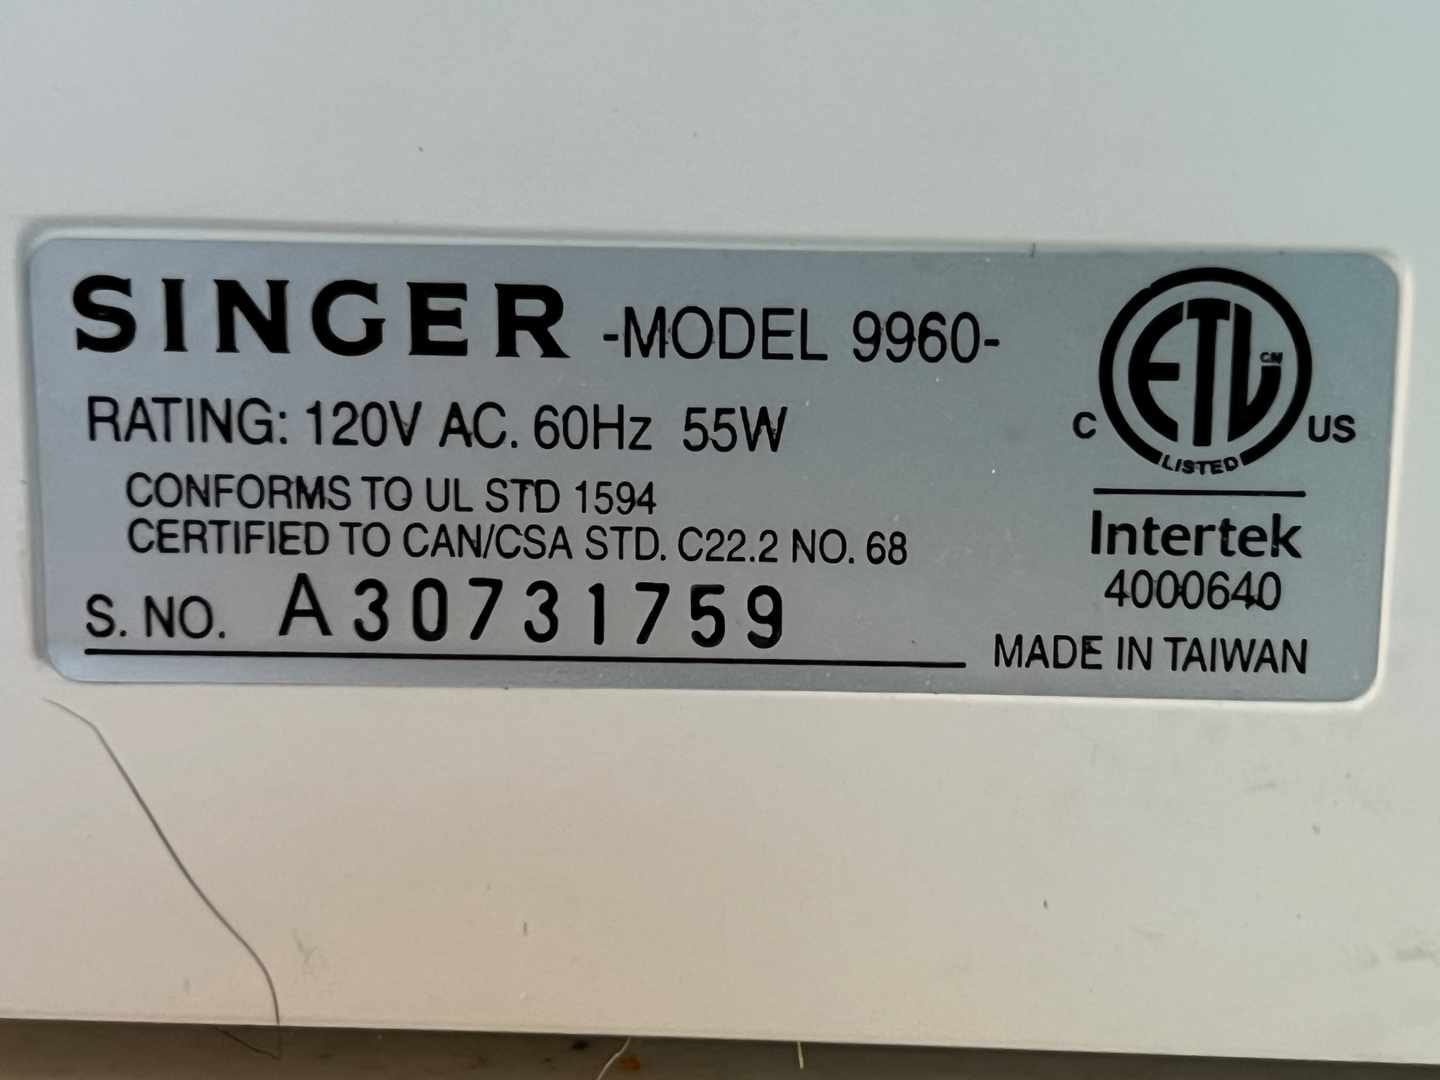 SINGER -MODEL 9960-
RATING: 120V AC. 60Hz 55W
CONFORMS TO UL STD 1594
CERTIFIED TO CAN/CSA STD. C22.2 NO. 68
S. NO. A30731759
ETL CM
C US
LISTED
Intertek
4000640
MADE IN TAIWAN